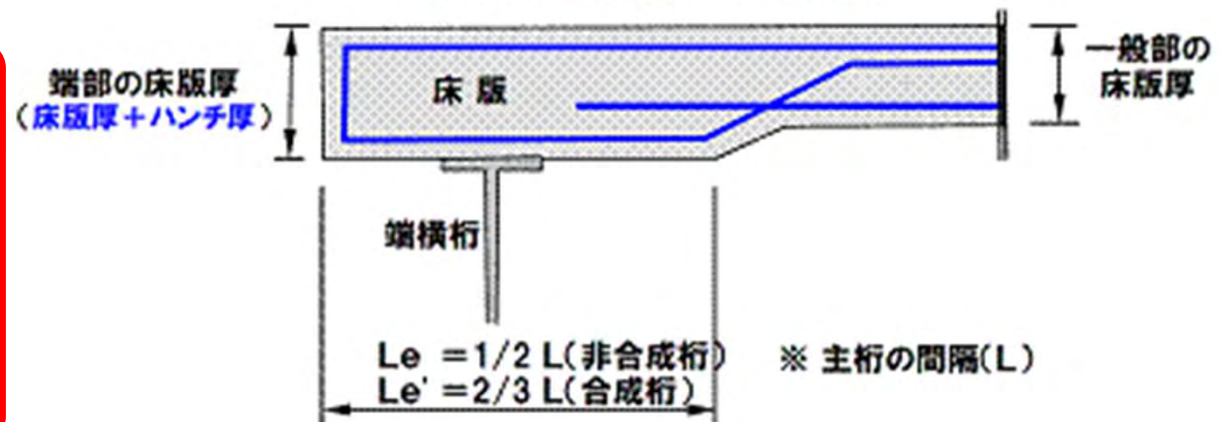 端部の床版厚
(床版厚+ハンチ厚)
床版
一般部の
床版厚
端横桁
Le =1/2 L(非合成桁)
※ 主桁の間隔(L)
Le' =2/3 L(合成桁)